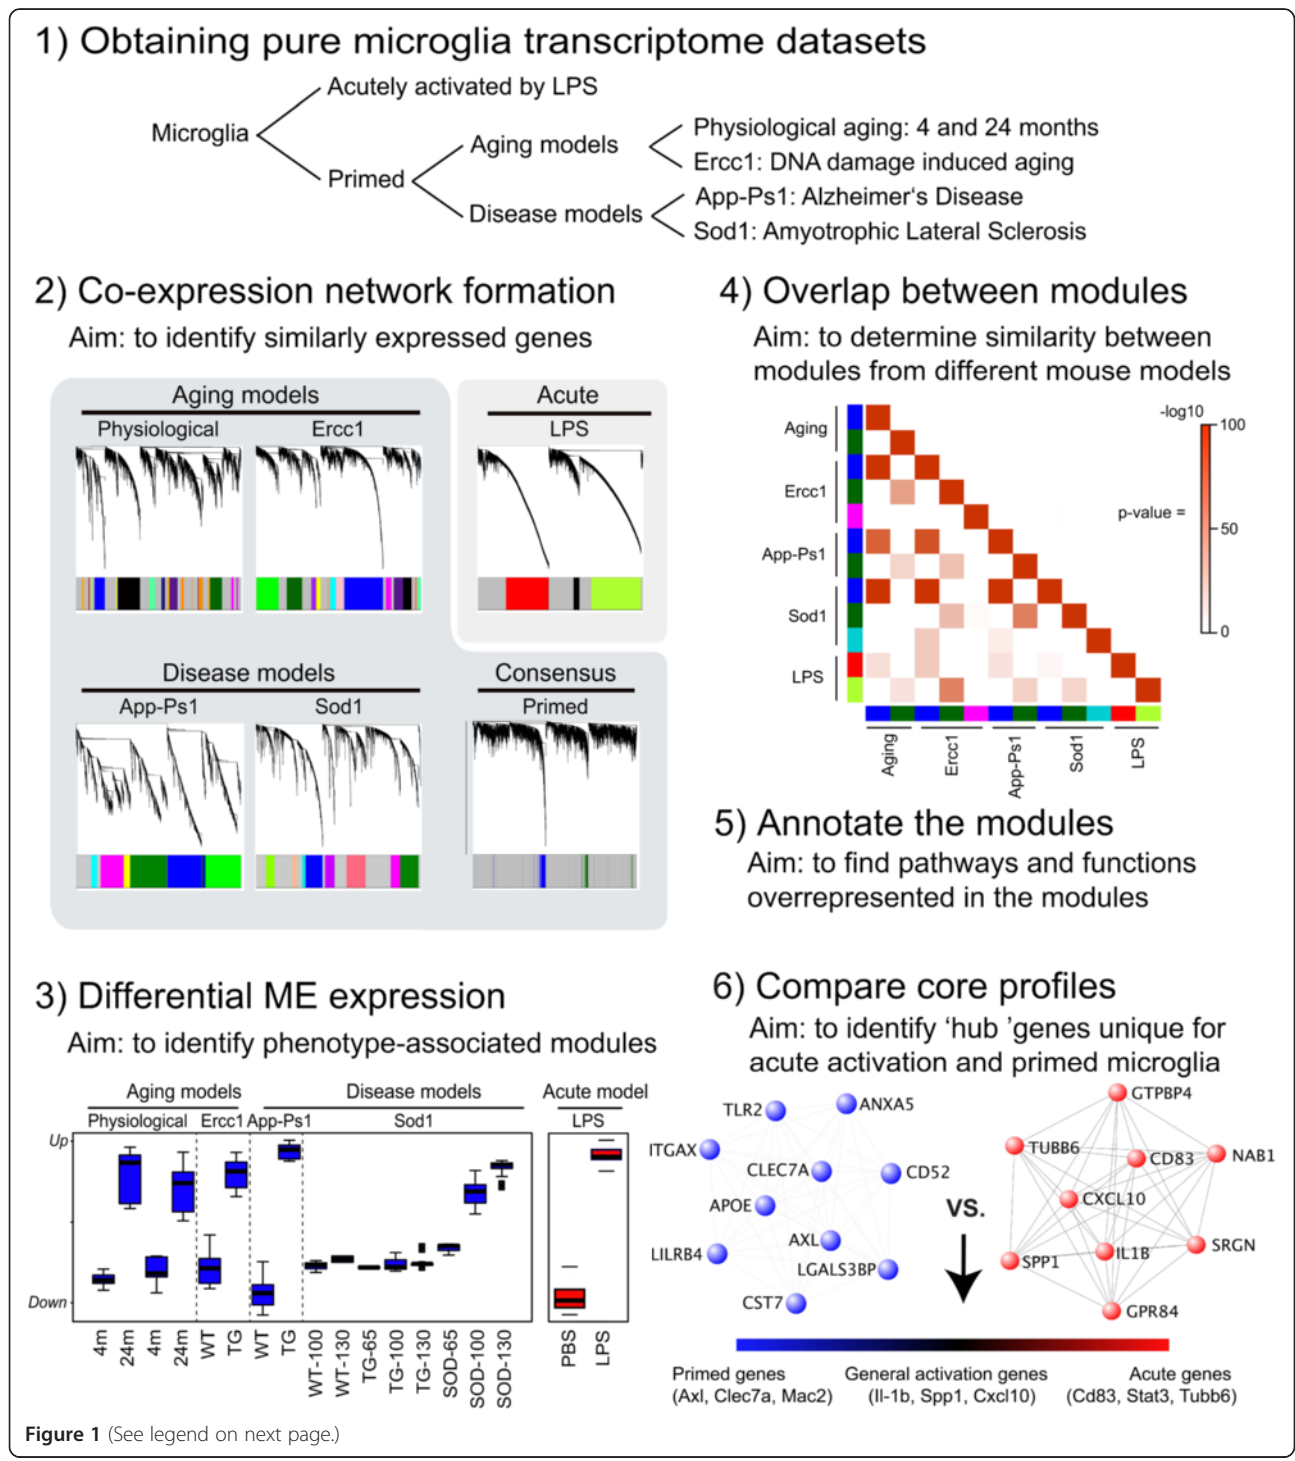 1) Obtaining pure microglia transcriptome datasets
Microglia
Acutely activated by LPS
Primed
Aging models
Physiological aging: 4 and 24 months
Ercc1: DNA damage induced aging
Disease models
App-Ps1: Alzheimer‘s Disease
Sod1: Amyotrophic Lateral Sclerosis
2) Co-expression network formation
Aim: to identify similarly expressed genes
Aging models
Physiological
Ercc1
Acute
LPS
Disease models
App-Ps1
Sod1
Consensus
Primed
3) Differential ME expression
Aim: to identify phenotype-associated modules
Aging models
Disease models
Acute model
Physiological
Ercc1
App-Ps1
Sod1
LPS
Up
Down
4m
24m
4m
24m
WT
TG
WT
TG
WT-100
WT-130
TG-65
TG-100
TG-130
SOD-65
SOD-100
SOD-130
PBS
LPS
4) Overlap between modules
Aim: to determine similarity between
modules from different mouse models
Aging
Ercc1
App-Ps1
Sod1
LPS
-log10
100
p-value =
50
0
Aging
Ercc1
App-Ps1
Sod1
LPS
5) Annotate the modules
Aim: to find pathways and functions
overrepresented in the modules
6) Compare core profiles
Aim: to identify ‘hub ’genes unique for
acute activation and primed microglia
TLR2
ANXA5
ITGAX
CLEC7A
CD52
APOE
AXL
LILRB4
LGALS3BP
CST7
VS.
GTPBP4
TUBB6
CD83
NAB1
CXCL10
SPP1
IL1B
SRGN
GPR84
Primed genes
(Axl, Clec7a, Mac2)
General activation genes
(Il-1b, Spp1, Cxcl10)
Acute genes
(Cd83, Stat3, Tubb6)
Figure 1 (See legend on next page.)